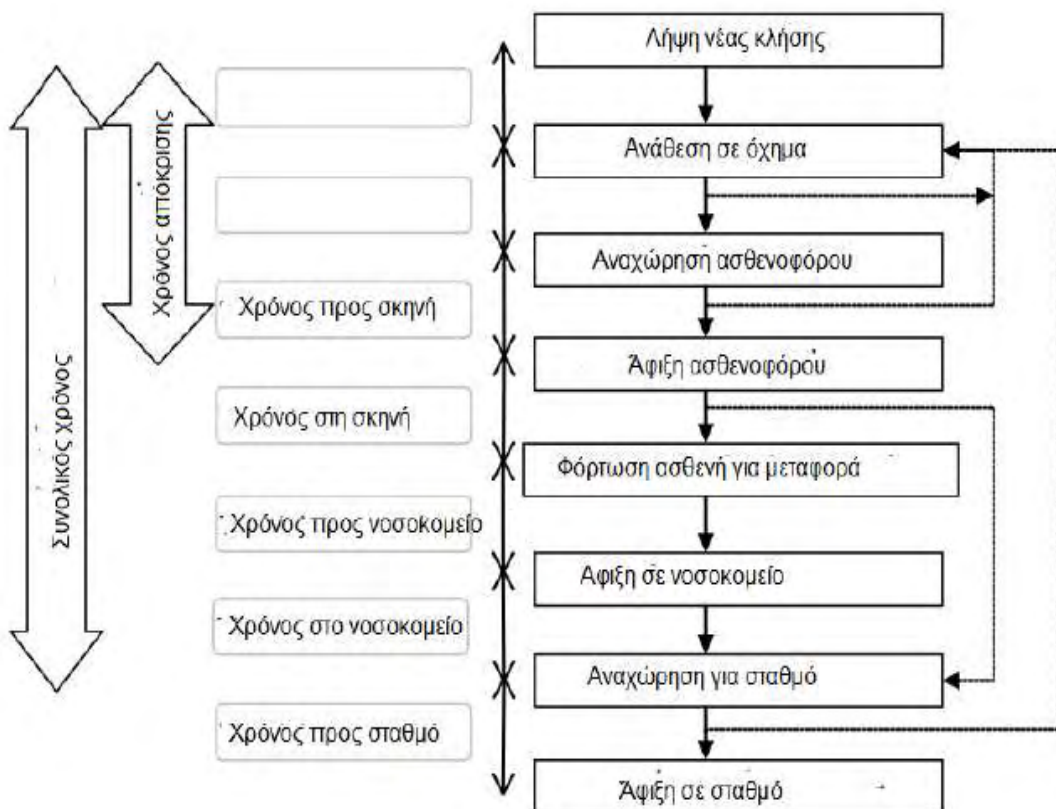 Συνολικός χρόνος
Χρόνος απόκρισης
Χρόνος προς σκηνή
Χρόνος στη σκηνή
Χρόνος προς νοσοκομείο
Χρόνος στο νοσοκομείο
Χρόνος προς σταθμό
Λήψη νέας κλήσης
Ανάθεση σε όχημα
Αναχώρηση ασθενοφόρου
Άφιξη ασθενοφόρου
Φόρτωση ασθενή για μεταφορά
Αφιξη σε νοσοκομείο
Αναχώρηση για σταθμό
Άφιξη σε σταθμό